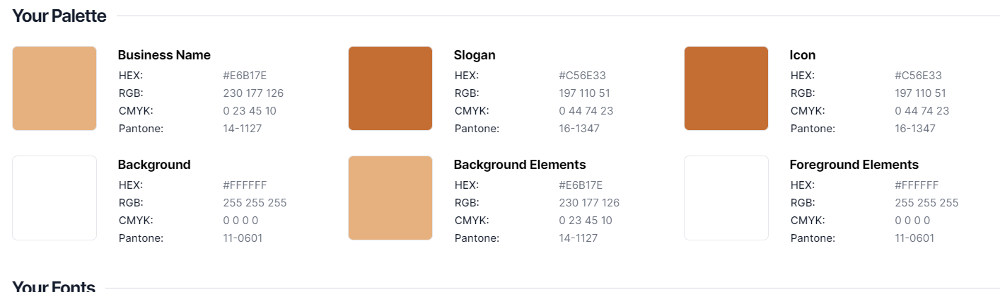 Your Palette
Business Name
HEX: #E6B17E
RGB: 230 177 126
CMYK: 0 23 45 10
Pantone: 14-1127
Slogan
HEX: #C56E33
RGB: 197 110 51
CMYK: 0 44 74 23
Pantone: 16-1347
Icon
HEX: #C56E33
RGB: 197 110 51
CMYK: 0 44 74 23
Pantone: 16-1347
Background
HEX: #FFFFFF
RGB: 255 255 255
CMYK: 0 0 0 0
Pantone: 11-0601
Background Elements
HEX: #E6B17E
RGB: 230 177 126
CMYK: 0 23 45 10
Pantone: 14-1127
Foreground Elements
HEX: #FFFFFF
RGB: 255 255 255
CMYK: 0 0 0 0
Pantone: 11-0601
Your Fonts